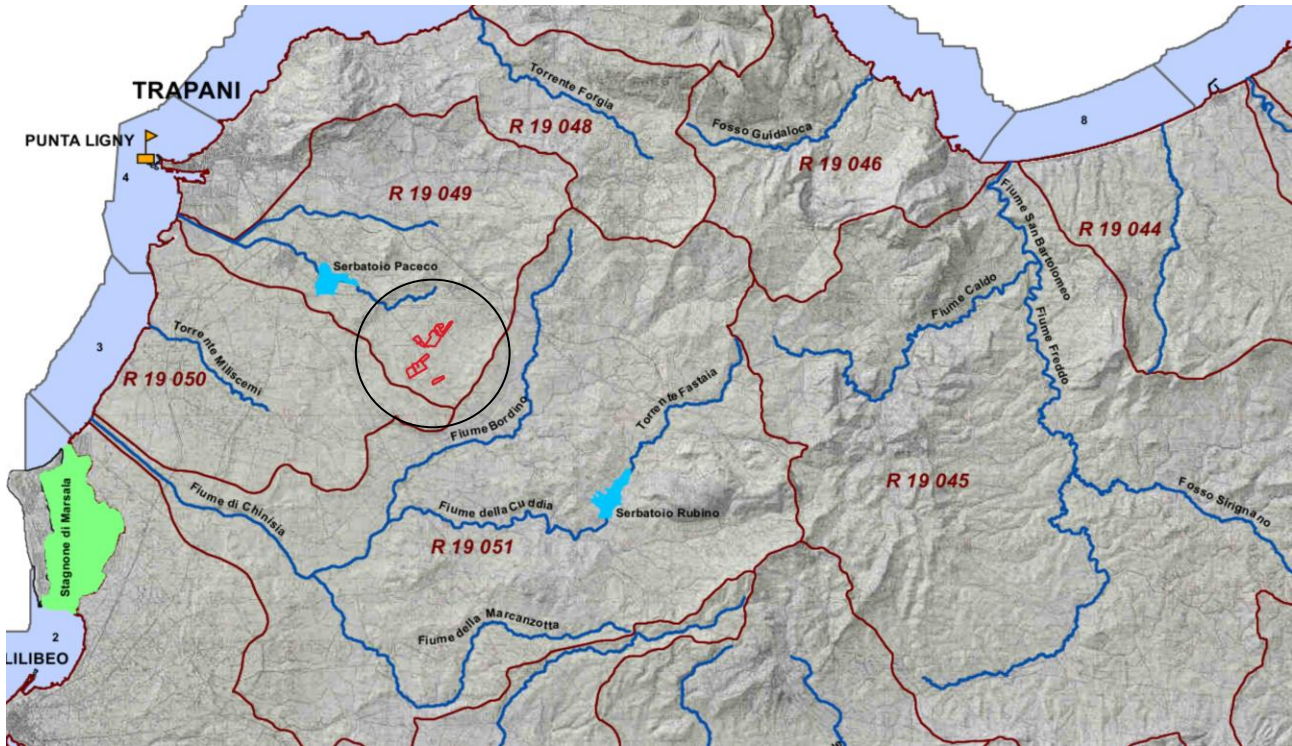 TRAPANI
PUNTA LIGNY
4
Torrente Forgia
R 19 048
Fosso Guidaloca
R 19 046
8
R 19 049
Fiume San Bartolomeo
R 19 044
Serbatoio Paceco
Fiume Caldo
Fiume Freddo
3
Torrente Miliscemi
R 19 050
Fiume Bordino
Torrente Fastaia
R 19 045
Fosso Sirignano
Fiume di Chinisia
Fiume della Cuddia
Serbatoio Rubino
R 19 051
Stagnone di Marsala
Fiume della Marcanzotta
2
LILIBEO